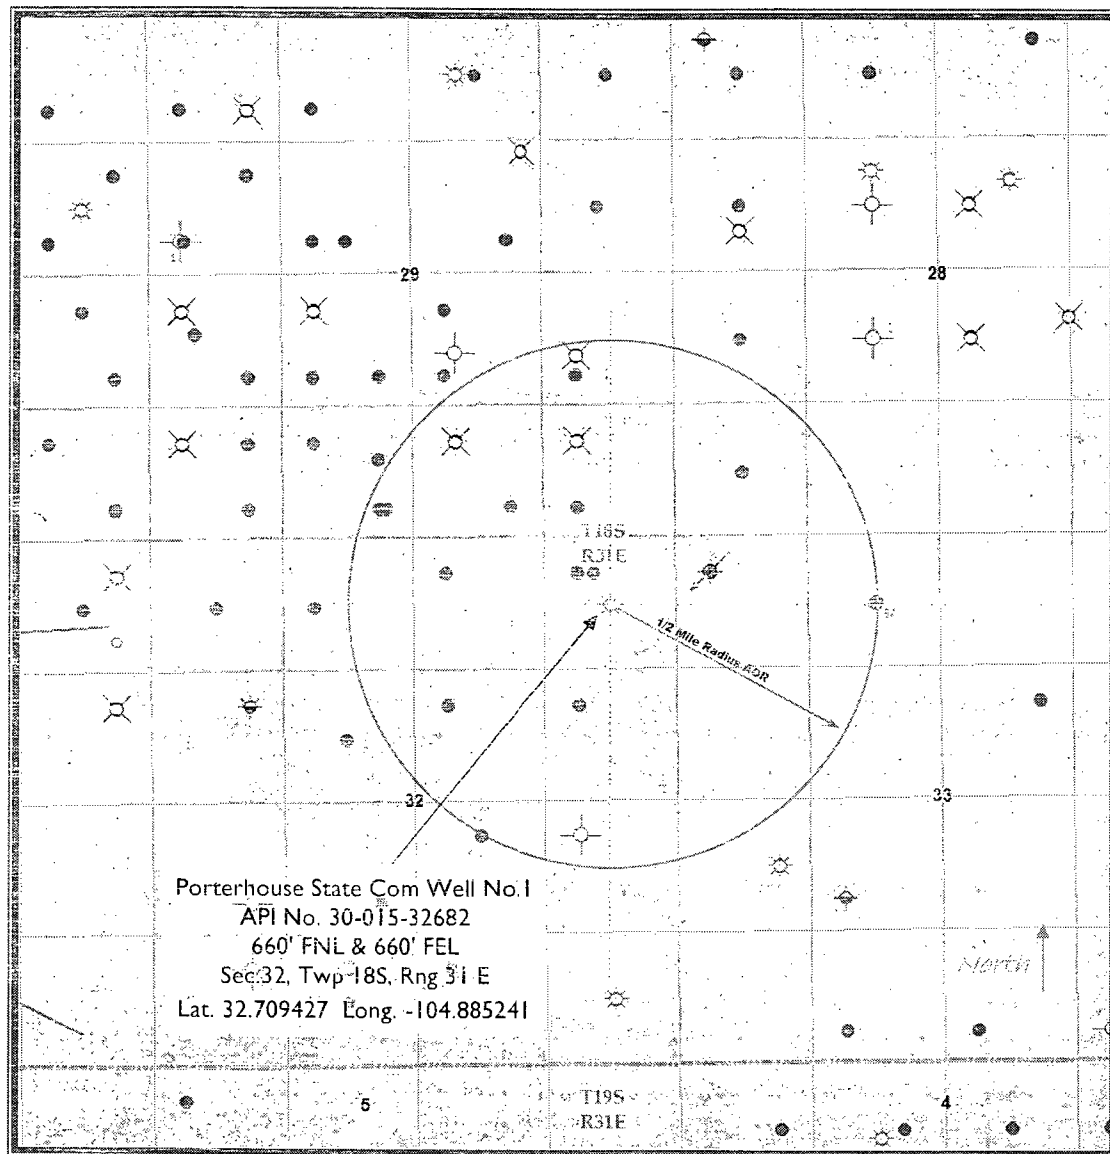 29
28
T18S
R31E
1/2 Mile Radius AOR
32
33
Porterhouse State Com Well No.1
API No. 30-015-32682
660' FNL & 660' FEL
Sec 32, Twp 18S, Rng 31 E
Lat. 32.709427 Long. -104.885241
North
5
T19S
R31E
4